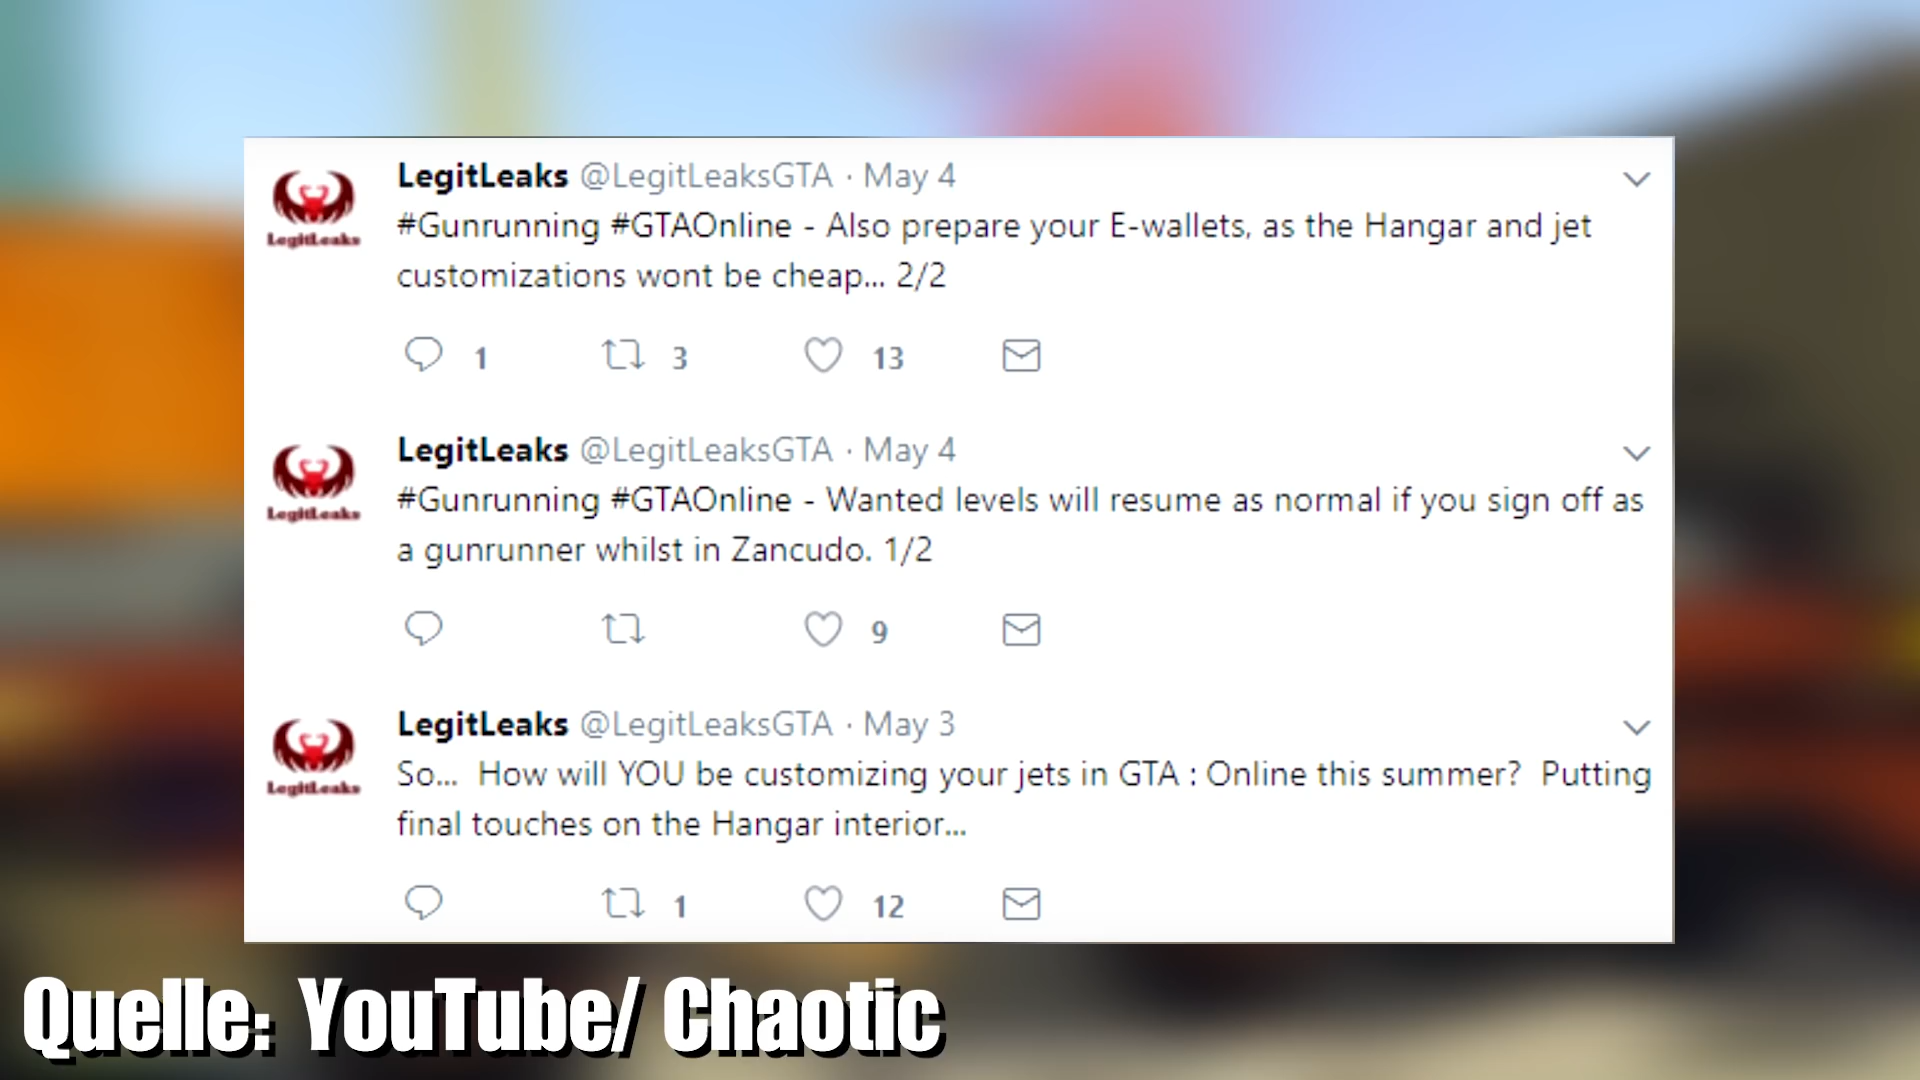 LegitLeaks @LegitLeaksGTA · May 4
#Gunrunning #GTAOnline - Also prepare your E-wallets, as the Hangar and jet
customizations wont be cheap... 2/2
LegitLeaks
1 3 13
LegitLeaks @LegitLeaksGTA · May 4
#Gunrunning #GTAOnline - Wanted levels will resume as normal if you sign off as
a gunrunner whilst in Zancudo. 1/2
LegitLeaks
9
LegitLeaks @LegitLeaksGTA · May 3
So... How will YOU be customizing your jets in GTA : Online this summer? Putting
final touches on the Hangar interior...
LegitLeaks
1 12
Quelle: YouTube/ Chaotic